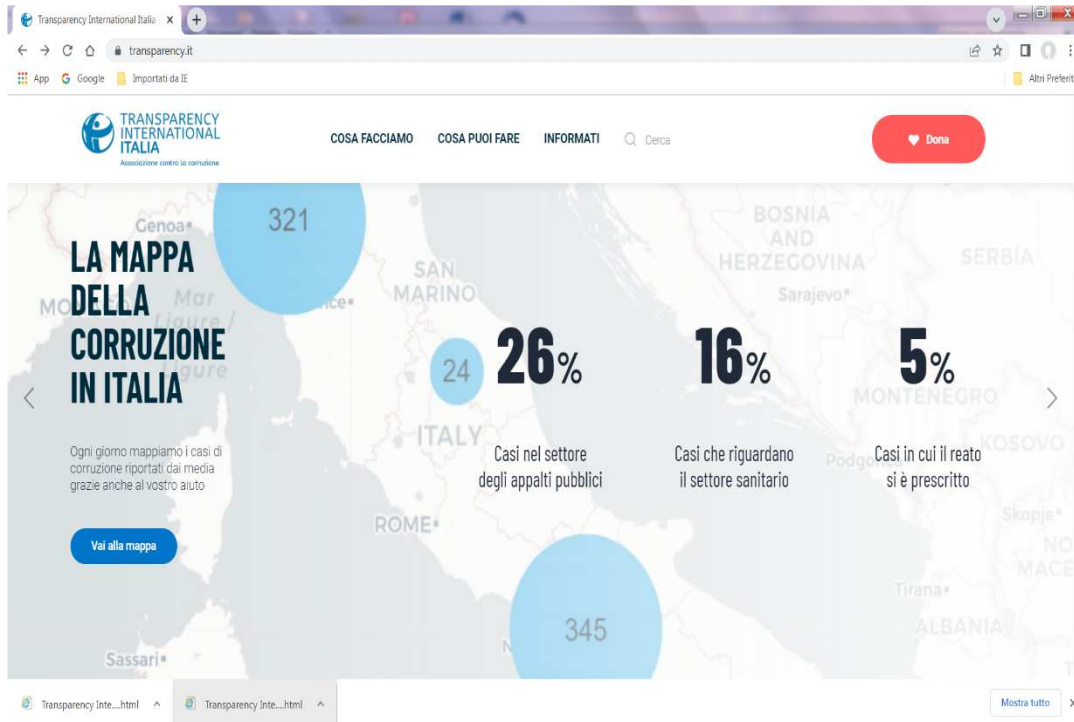 Transparency International Italia
transparency.it
App Google Importati da IE Altri Preferit
TRANSPARENCY
INTERNATIONAL
ITALIA
Associazione contro la corruzione
COSA FACCIAMO COSA PUOI FARE INFORMATI Cerca Dona
321
Genoa
BOSNIA
AND
HERZEGOVINA
SERBIA
LA MAPPA
DELLA
CORRUZIONE
IN ITALIA
SAN
MARINO
Mar
Ligure /
Sarajevo
24
26% 16% 5%
MONTENEGRO
ITALY
KOSOVO
Ogni giorno mappiamo i casi di
corruzione riportati dai media
grazie anche al vostro aiuto
Casi nel settore
degli appalti pubblici
Casi che riguardano
il settore sanitario
Casi in cui il reato
si è prescritto
Vai alla mappa
ROME
Skopje
Tirana
ALBANIA
345
Sassari
Transparency Inte....html Transparency Inte....html Mostra tutto